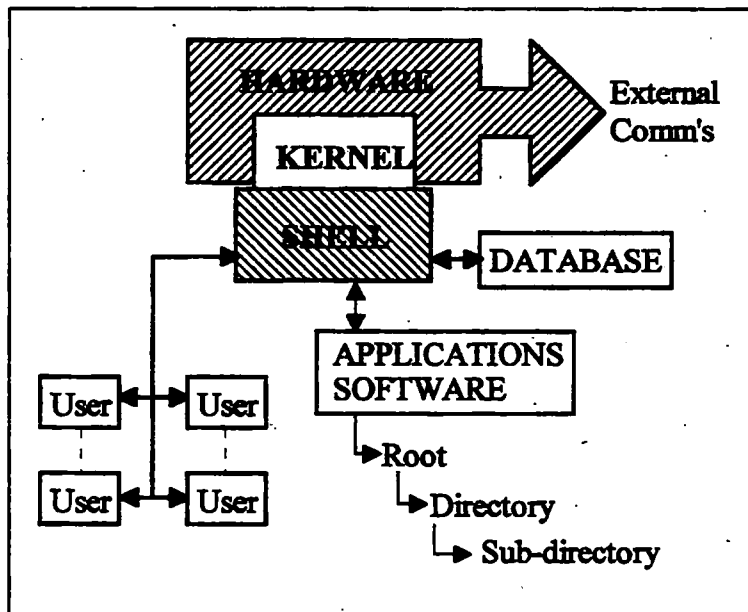 HARDWARE
External
Comm's
KERNEL
SHELL
DATABASE
APPLICATIONS
SOFTWARE
User User
User User
Root
Directory
Sub-directory